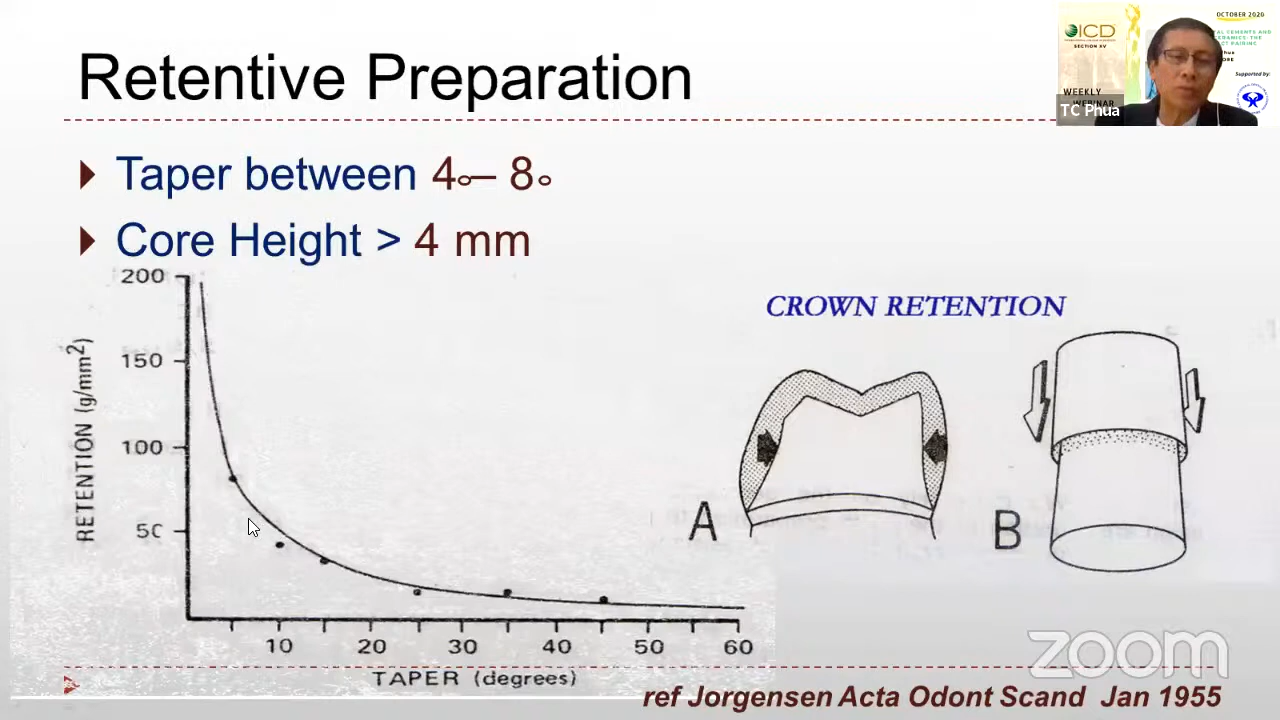 Retentive Preparation
OCTOBER 2020
ICD
SECTION XV
Supported by:
WEEKLY
WEBINAR
TC Phua
Taper between 4°– 8°
Core Height > 4 mm
200
150
100
50
RETENTION (g/mm²)
CROWN RETENTION
A
B
10 20 30 40 50 60
TAPER (degrees)
zoom
ref Jorgensen Acta Odont Scand Jan 1955